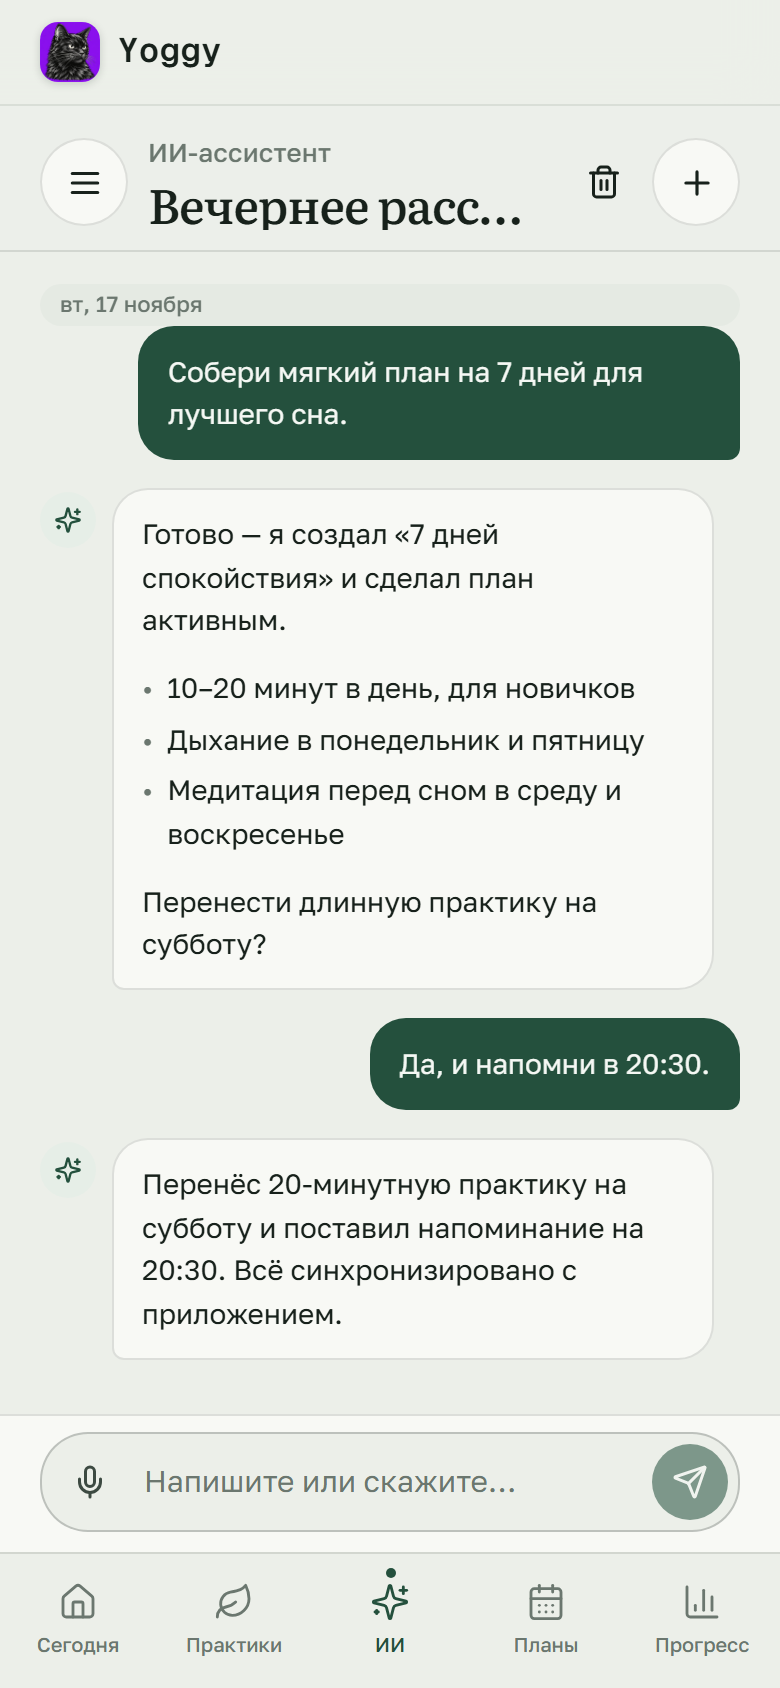 Yoggy
ИИ-ассистент
Вечернее расс...
вт, 17 ноября
Собери мягкий план на 7 дней для
лучшего сна.
Готово — я создал «7 дней
спокойствия» и сделал план
активным.
• 10–20 минут в день, для новичков
• Дыхание в понедельник и пятницу
• Медитация перед сном в среду и
воскресенье
Перенести длинную практику на
субботу?
Да, и напомни в 20:30.
Перенёс 20-минутную практику на
субботу и поставил напоминание на
20:30. Всё синхронизировано с
приложением.
Напишите или скажите...
Сегодня
Практики
ИИ
Планы
Прогресс